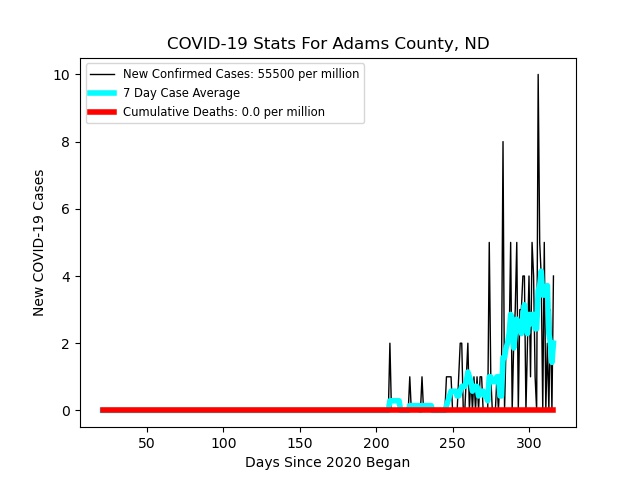 COVID-19 Stats For Adams County, ND
New Confirmed Cases: 55500 per million
7 Day Case Average
Cumulative Deaths: 0.0 per million
New COVID-19 Cases
10
8
6
4
2
0
50 100 150 200 250 300
Days Since 2020 Began